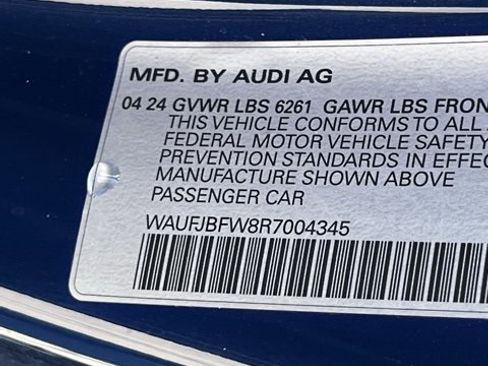 MFD. BY AUDI AG
04 24 GVWR LBS 6261 GAWR LBS FRON
THIS VEHICLE CONFORMS TO ALL
FEDERAL MOTOR VEHICLE SAFETY
PREVENTION STANDARDS IN EFFEC
MANUFACTURE SHOWN ABOVE
PASSENGER CAR
WAUFJBFW8R7004345